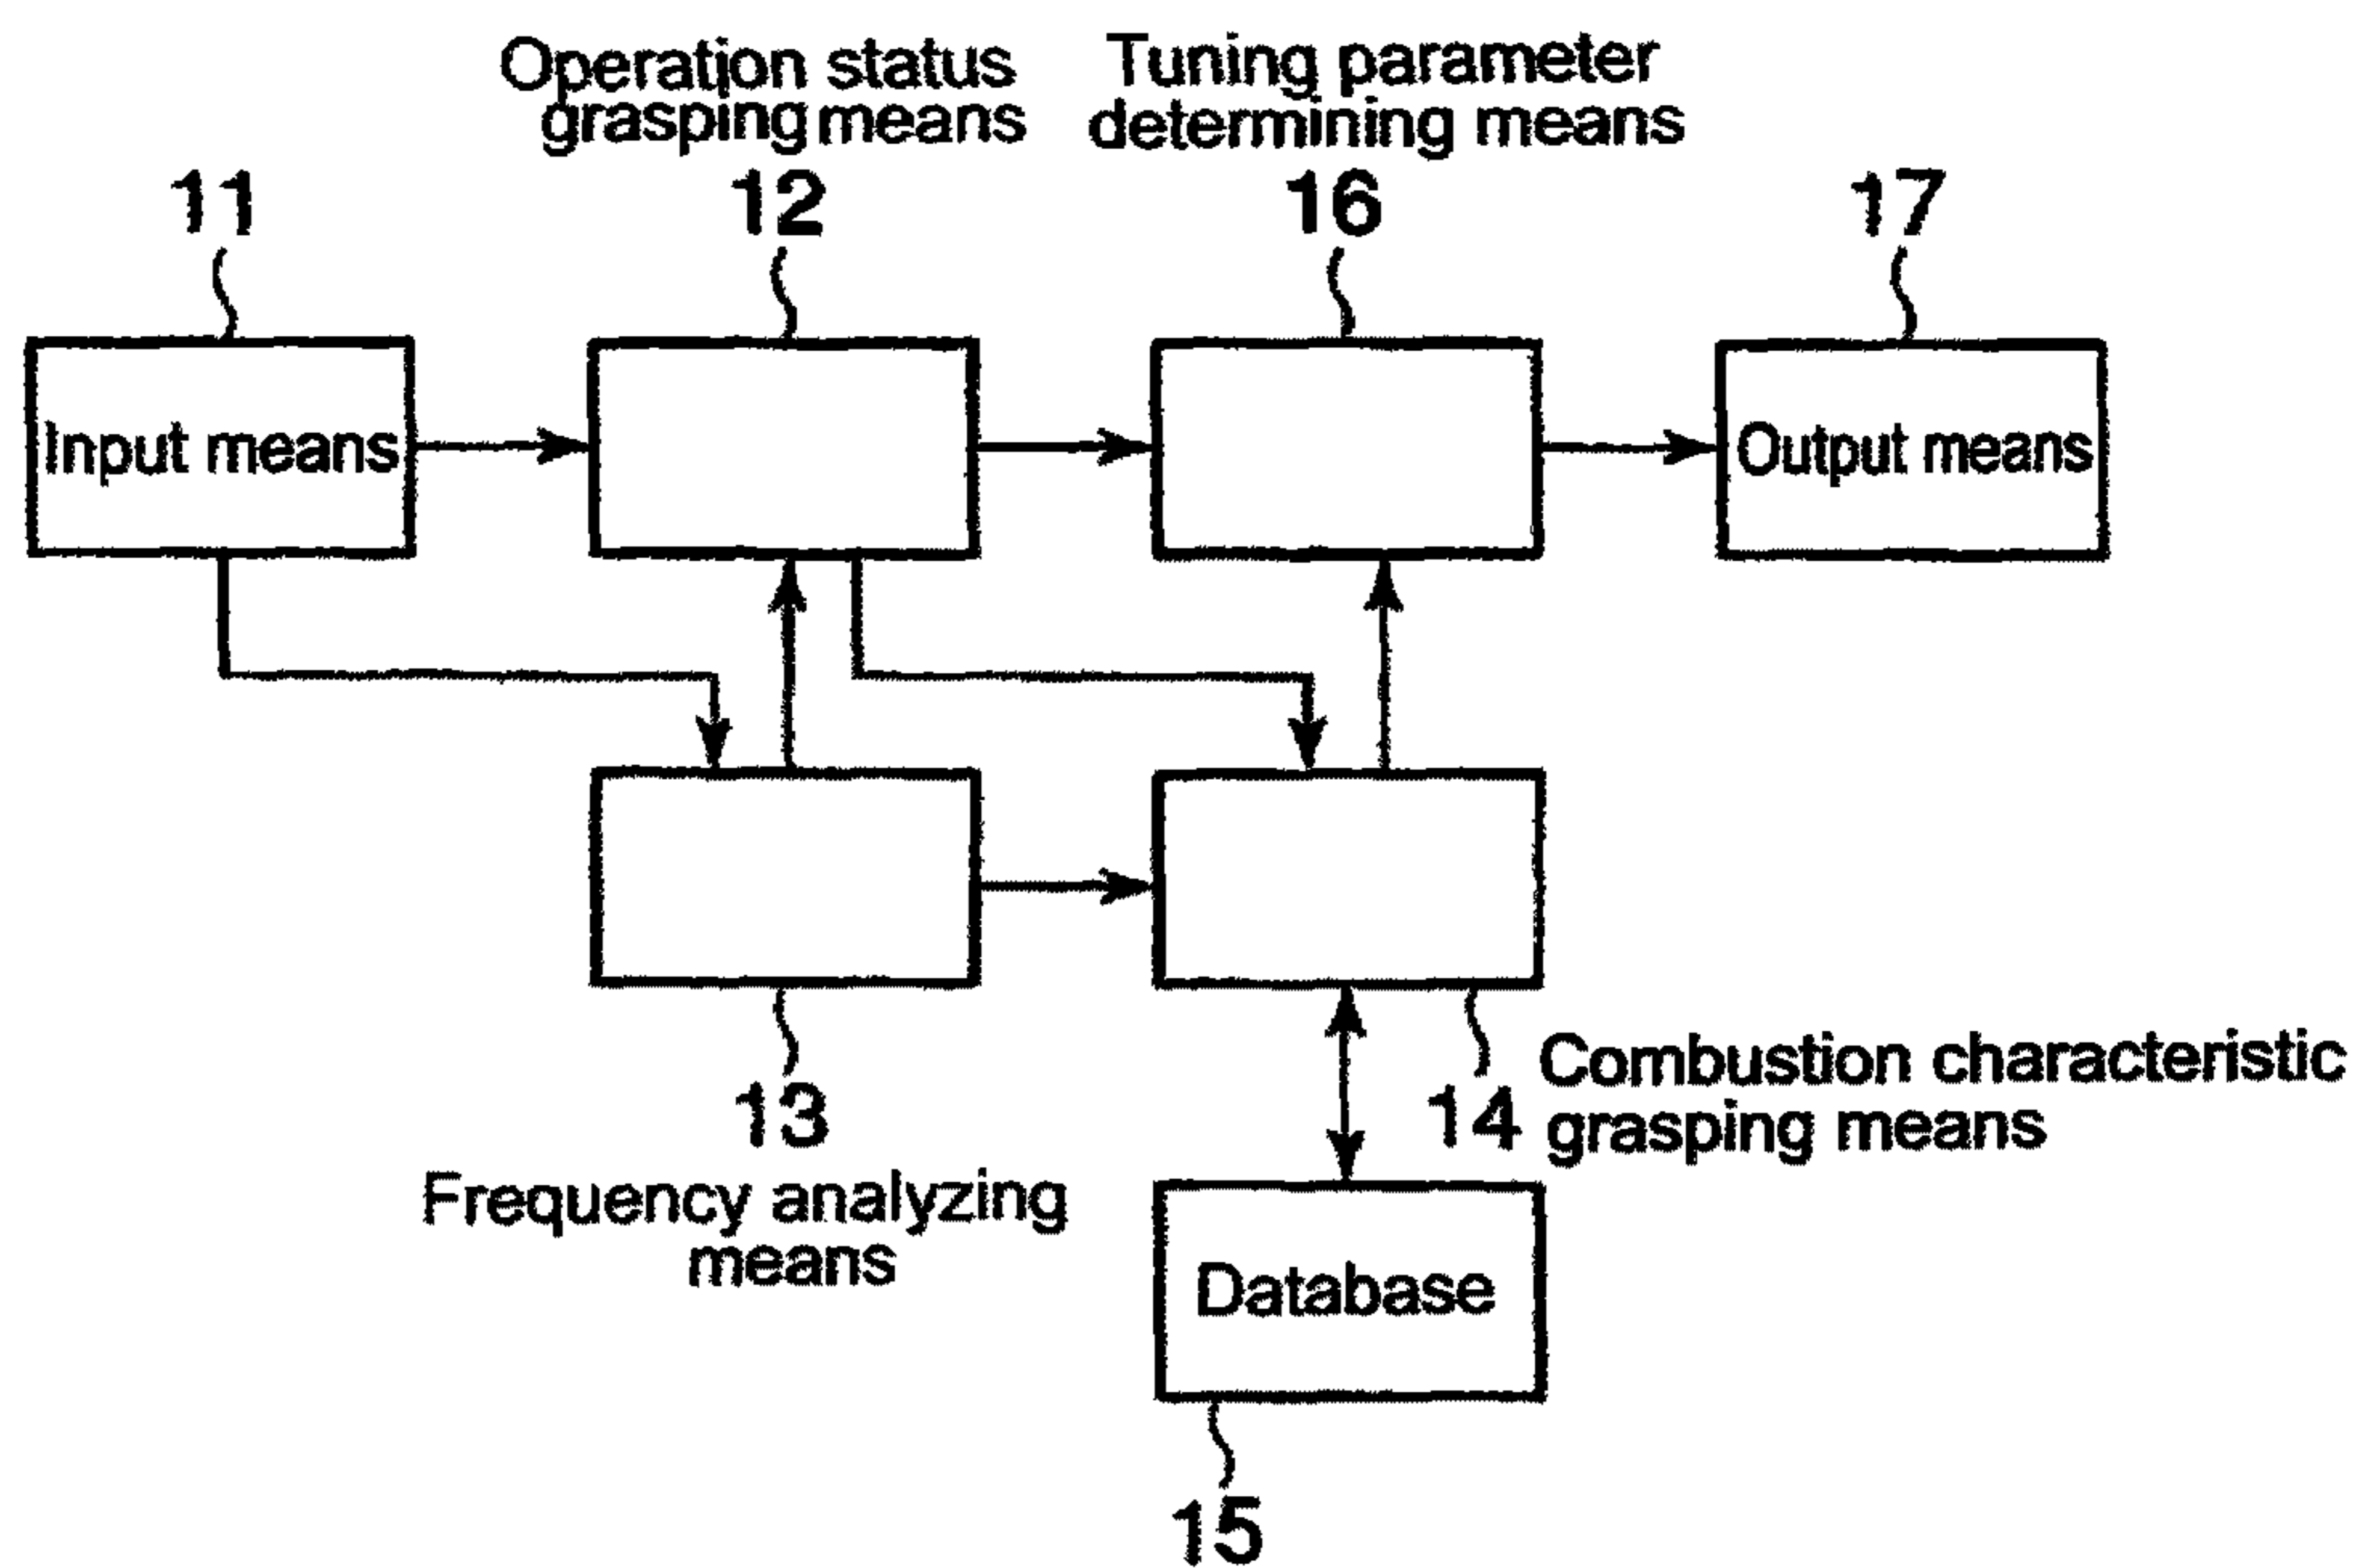 Operation status
grasping means
Tuning parameter
determining means
11
12
16
17
Input means
Output means
13
Frequency analyzing
means
14
Combustion characteristic
grasping means
Database
15